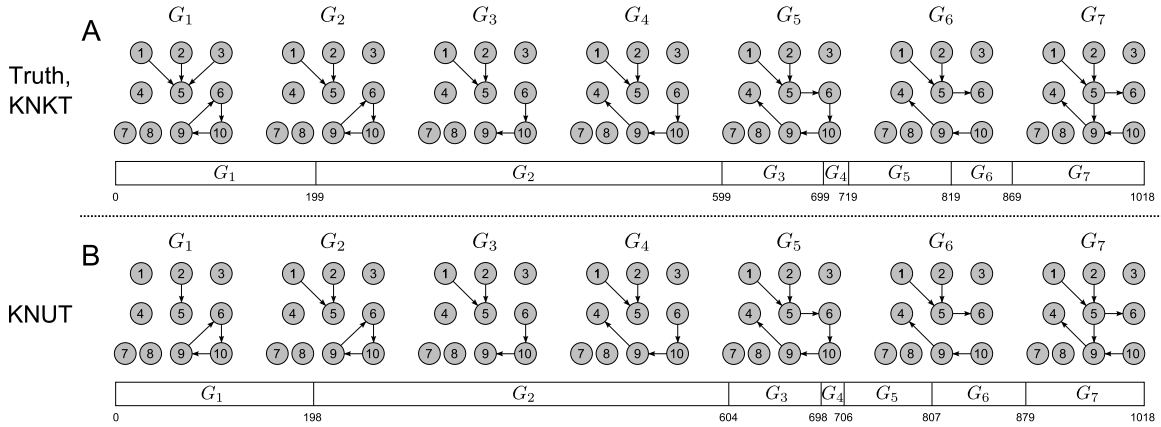 A
G1 G2 G3 G4 G5 G6 G7
Truth,
KNKT
1 2 3 1 2 3 1 2 3 1 2 3 1 2 3 1 2 3 1 2 3
4 5 6 4 5 6 4 5 6 4 5 6 4 5 6 4 5 6 4 5 6
7 8 9 10 7 8 9 10 7 8 9 10 7 8 9 10 7 8 9 10 7 8 9 10 7 8 9 10
G1 G2 G3 G4 G5 G6 G7
0 199 599 699 719 819 869 1018
B
G1 G2 G3 G4 G5 G6 G7
KNUT
1 2 3 1 2 3 1 2 3 1 2 3 1 2 3 1 2 3 1 2 3
4 5 6 4 5 6 4 5 6 4 5 6 4 5 6 4 5 6 4 5 6
7 8 9 10 7 8 9 10 7 8 9 10 7 8 9 10 7 8 9 10 7 8 9 10 7 8 9 10
G1 G2 G3 G4 G5 G6 G7
0 198 604 698 706 807 879 1018